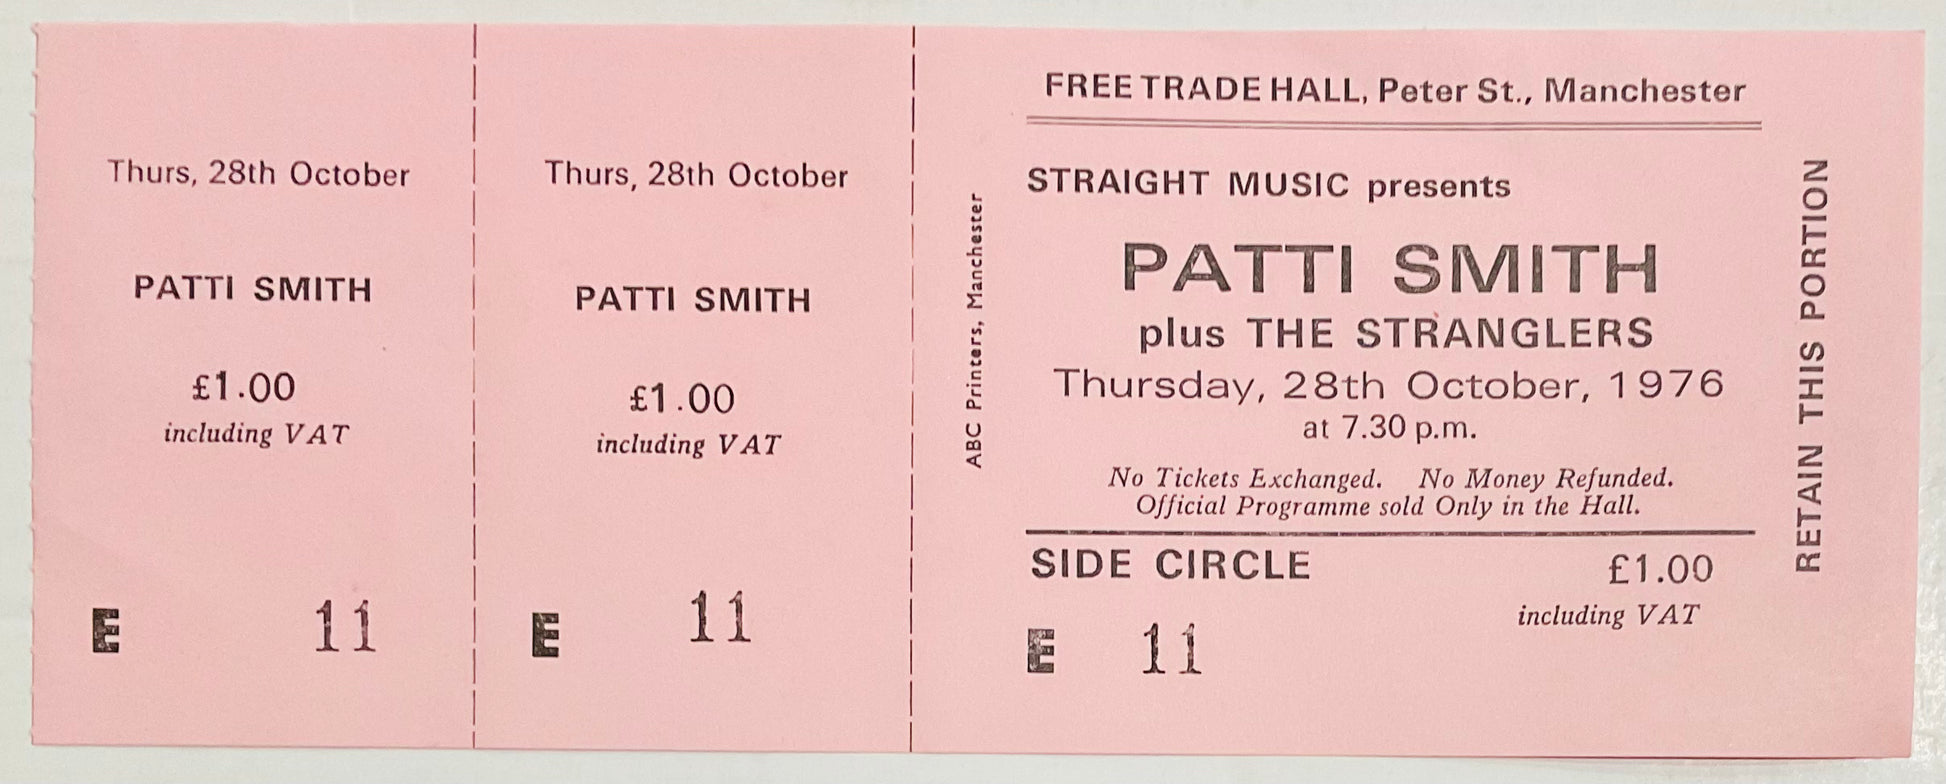 Thurs, 28th October
PATTI SMITH
£1.00
including VAT
E 11
Thurs, 28th October
PATTI SMITH
£1.00
including VAT
E 11
ABC Printers, Manchester
FREE TRADE HALL, Peter St., Manchester
STRAIGHT MUSIC presents
PATTI SMITH
plus THE STRANGLERS
Thursday, 28th October, 1976
at 7.30 p.m.
No Tickets Exchanged. No Money Refunded.
Official Programme sold Only in the Hall.
SIDE CIRCLE £1.00
including VAT
E 11
RETAIN THIS PORTION